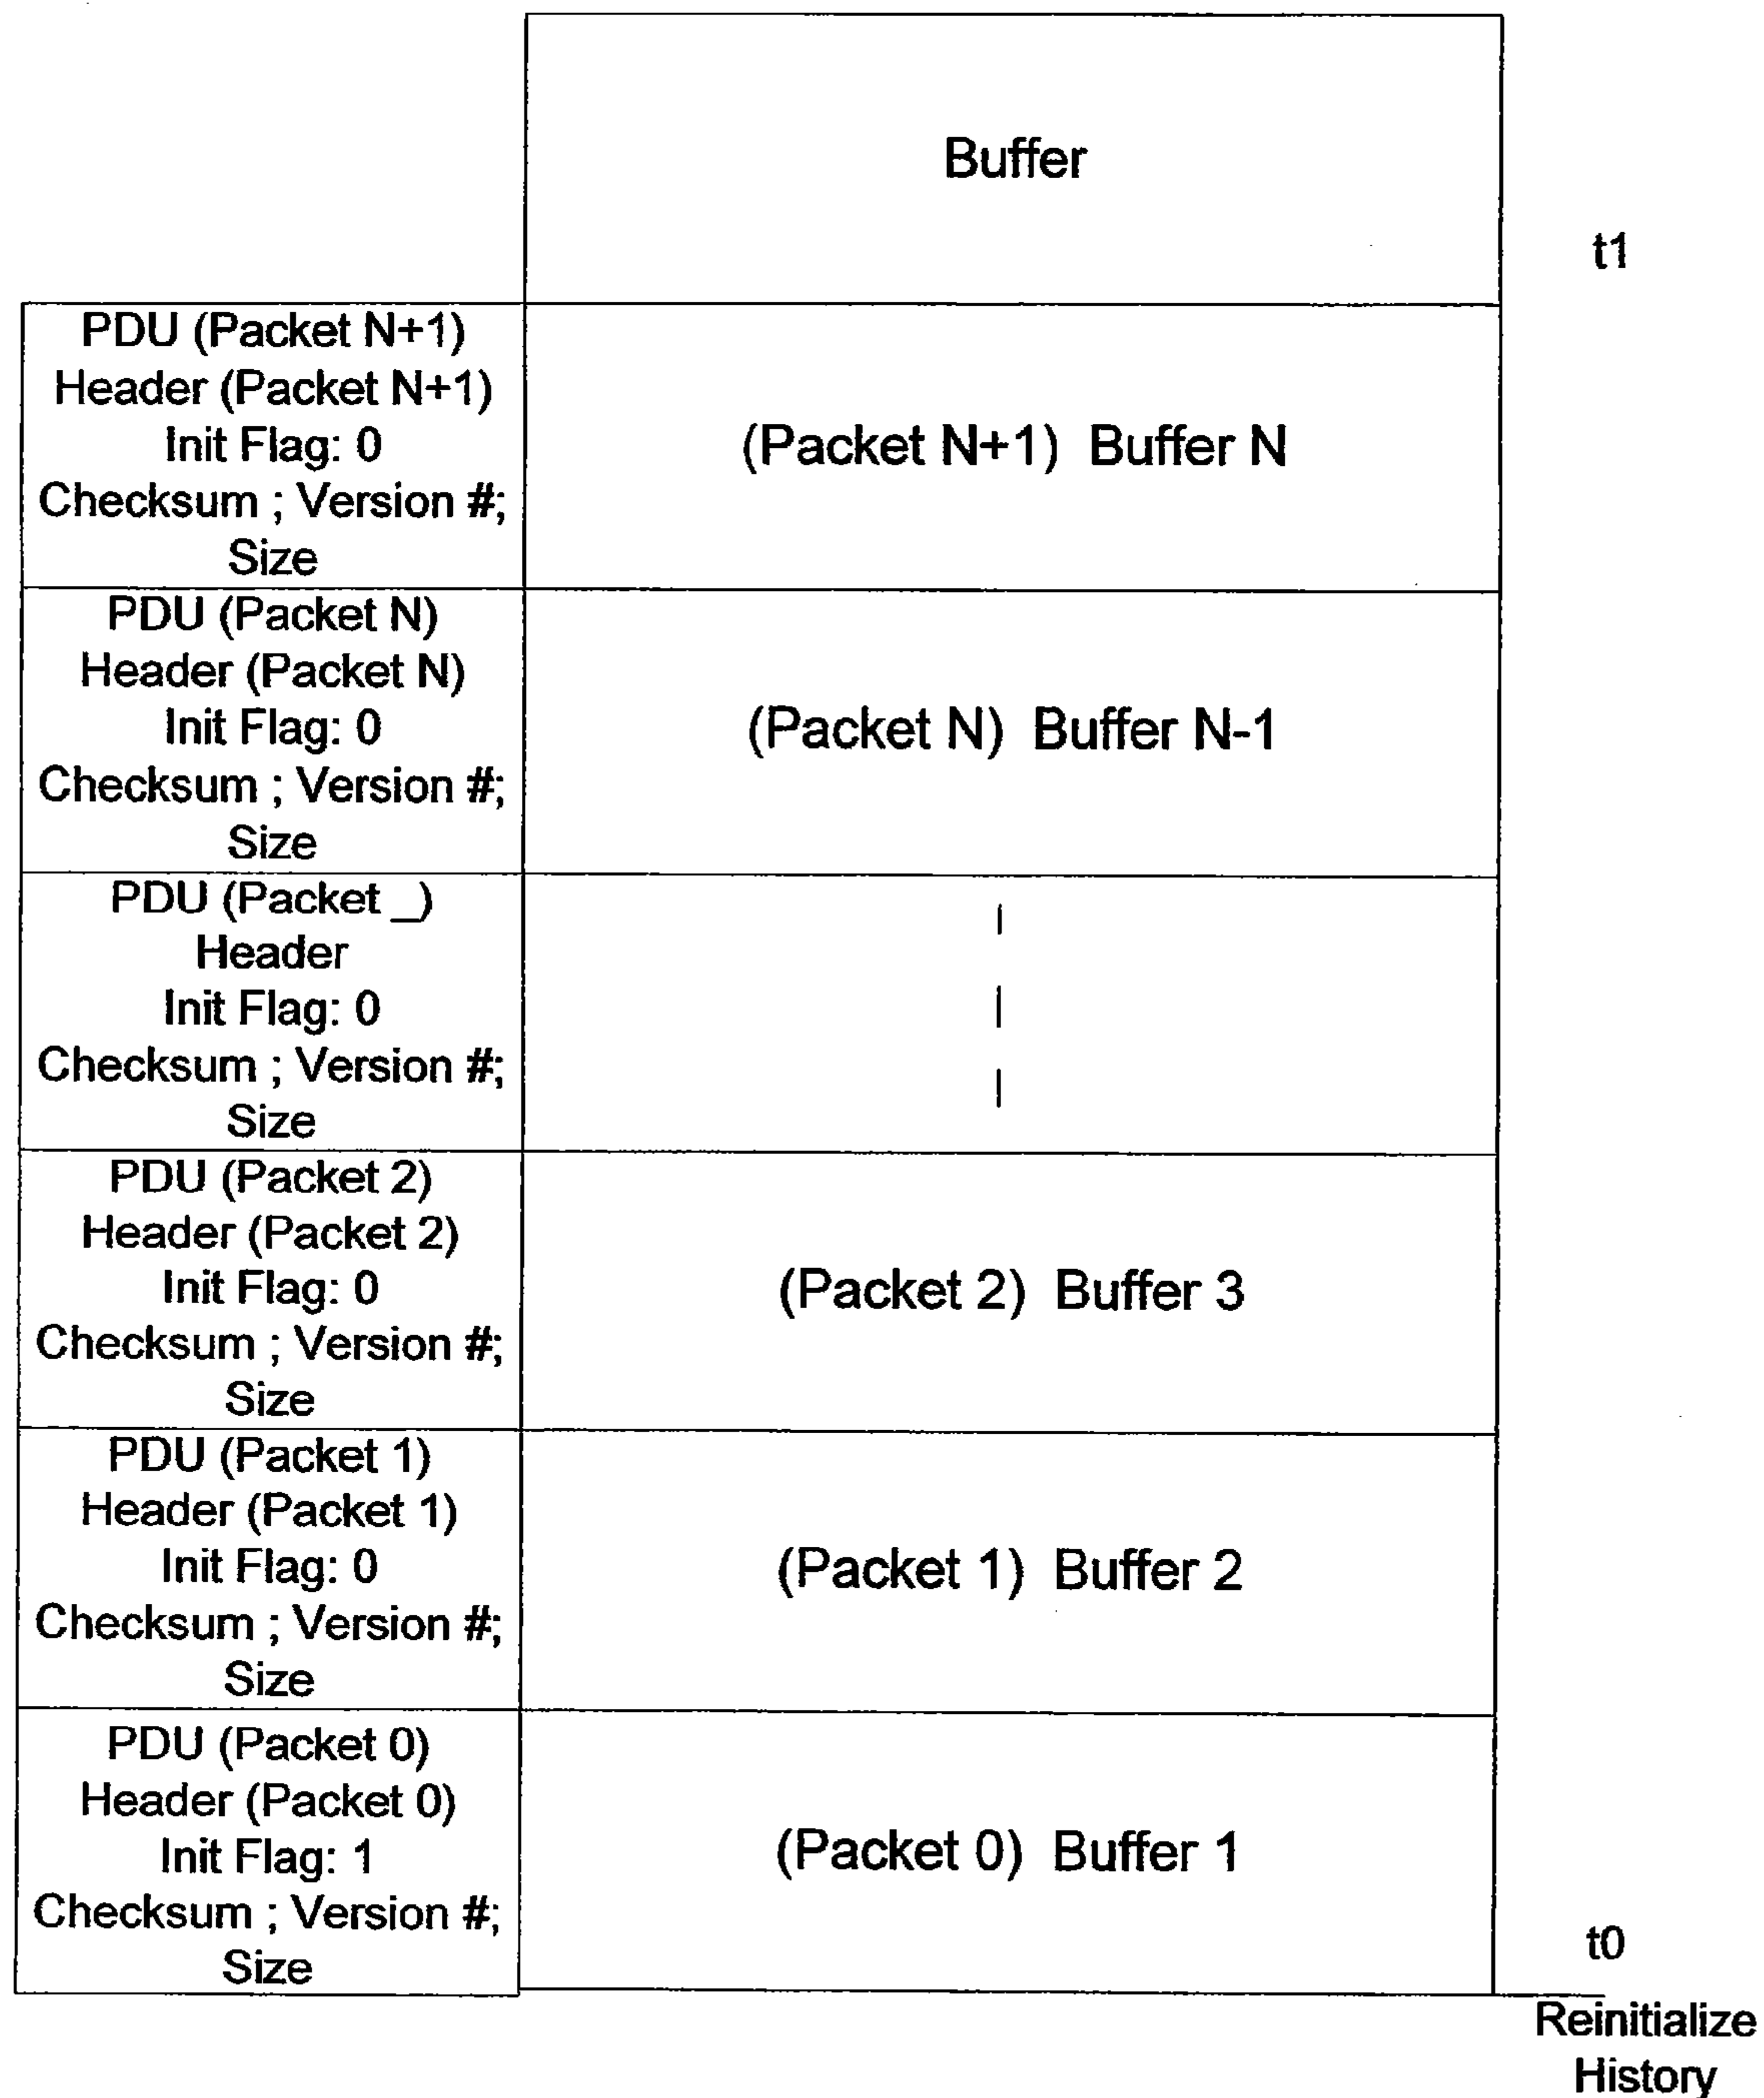 Buffer
t1
PDU (Packet N+1)
Header (Packet N+1)
Init Flag: 0
Checksum ; Version #;
Size
(Packet N+1) Buffer N
PDU (Packet N)
Header (Packet N)
Init Flag: 0
Checksum ; Version #;
Size
(Packet N) Buffer N-1
PDU (Packet _)
Header
Init Flag: 0
Checksum ; Version #;
Size
PDU (Packet 2)
Header (Packet 2)
Init Flag: 0
Checksum ; Version #;
Size
(Packet 2) Buffer 3
PDU (Packet 1)
Header (Packet 1)
Init Flag: 0
Checksum ; Version #;
Size
(Packet 1) Buffer 2
PDU (Packet 0)
Header (Packet 0)
Init Flag: 1
Checksum ; Version #;
Size
(Packet 0) Buffer 1
t0
Reinitialize
History